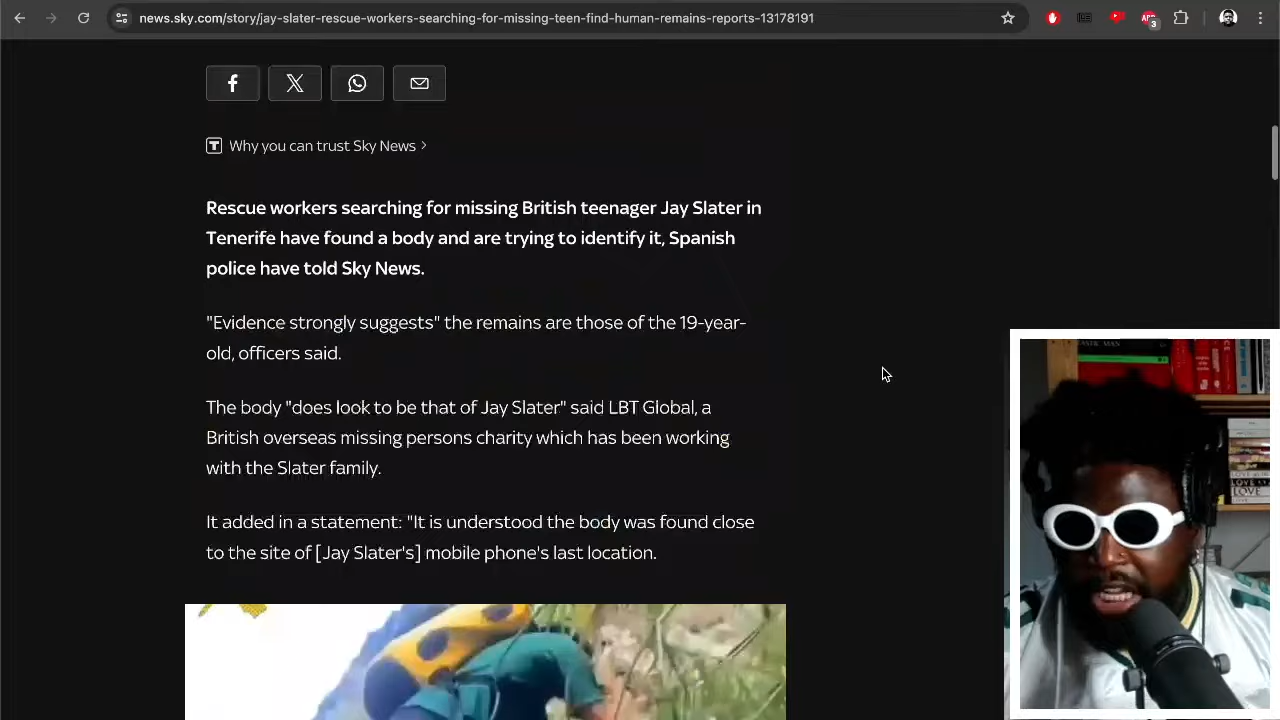 news.sky.com/story/jay-slater-rescue-workers-searching-for-missing-teen-find-human-remains-reports-13178191
3
Why you can trust Sky News >
Rescue workers searching for missing British teenager Jay Slater in
Tenerife have found a body and are trying to identify it, Spanish
police have told Sky News.
"Evidence strongly suggests" the remains are those of the 19-year-
old, officers said.
The body "does look to be that of Jay Slater" said LBT Global, a
British overseas missing persons charity which has been working
with the Slater family.
It added in a statement: "It is understood the body was found close
to the site of [Jay Slater's] mobile phone's last location.
LOVE